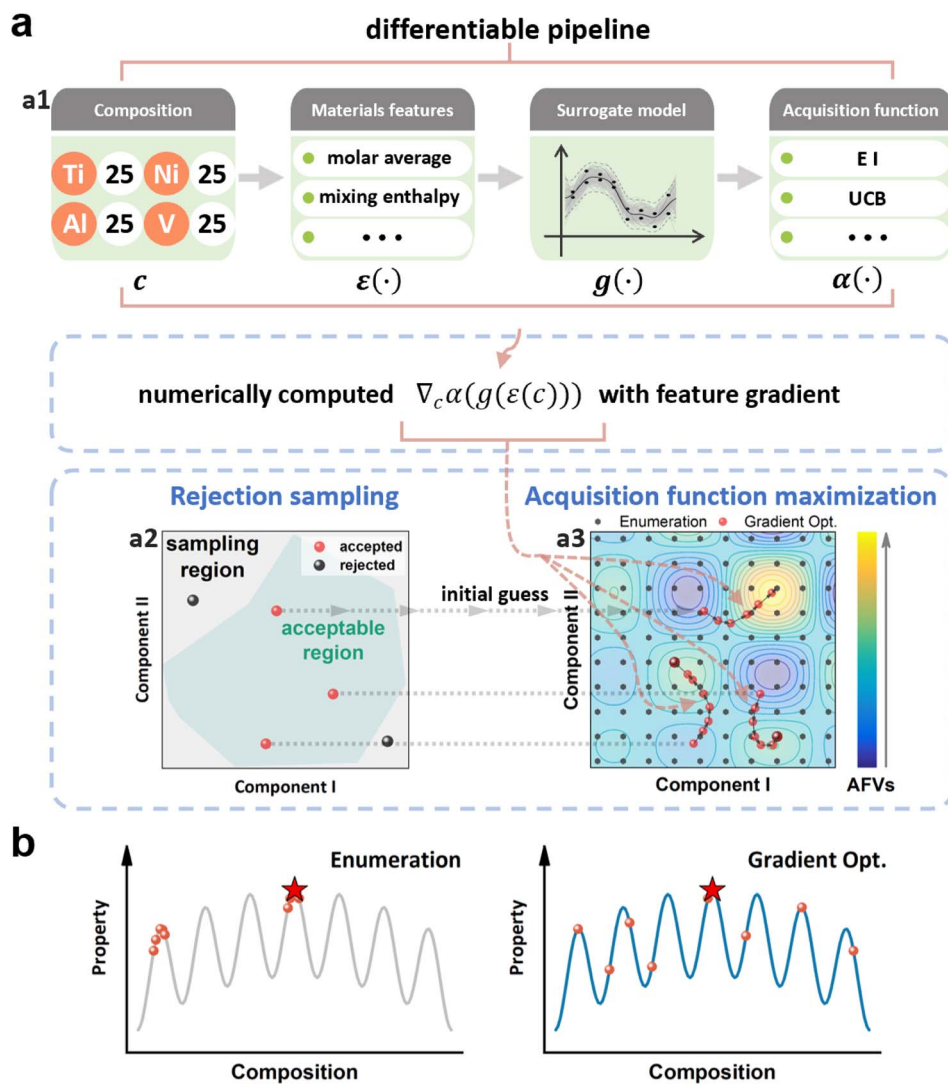 a
differentiable pipeline
a1
Composition
Materials features
Surrogate model
Acquisition function
Ti 25 Ni 25
Al 25 V 25
molar average
mixing enthalpy
• • •
E I
UCB
• • •
c
ε(·)
g(·)
α(·)
numerically computed ∇cα(g(ε(c))) with feature gradient
Rejection sampling
Acquisition function maximization
a2
sampling
region
accepted
rejected
acceptable
region
Component II
Component I
initial guess
a3
Enumeration
Gradient Opt.
Component II
Component I
AFVs
b
Enumeration
Property
Composition
Gradient Opt.
Property
Composition